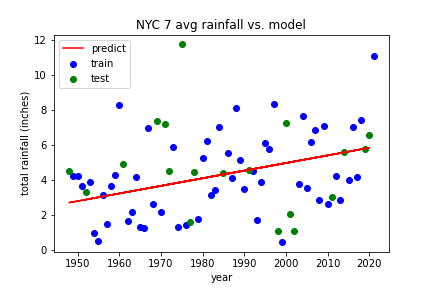 NYC 7 avg rainfall vs. model
12
10
8
6
4
2
0
total rainfall (inches)
predict
train
test
1950 1960 1970 1980 1990 2000 2010 2020
year